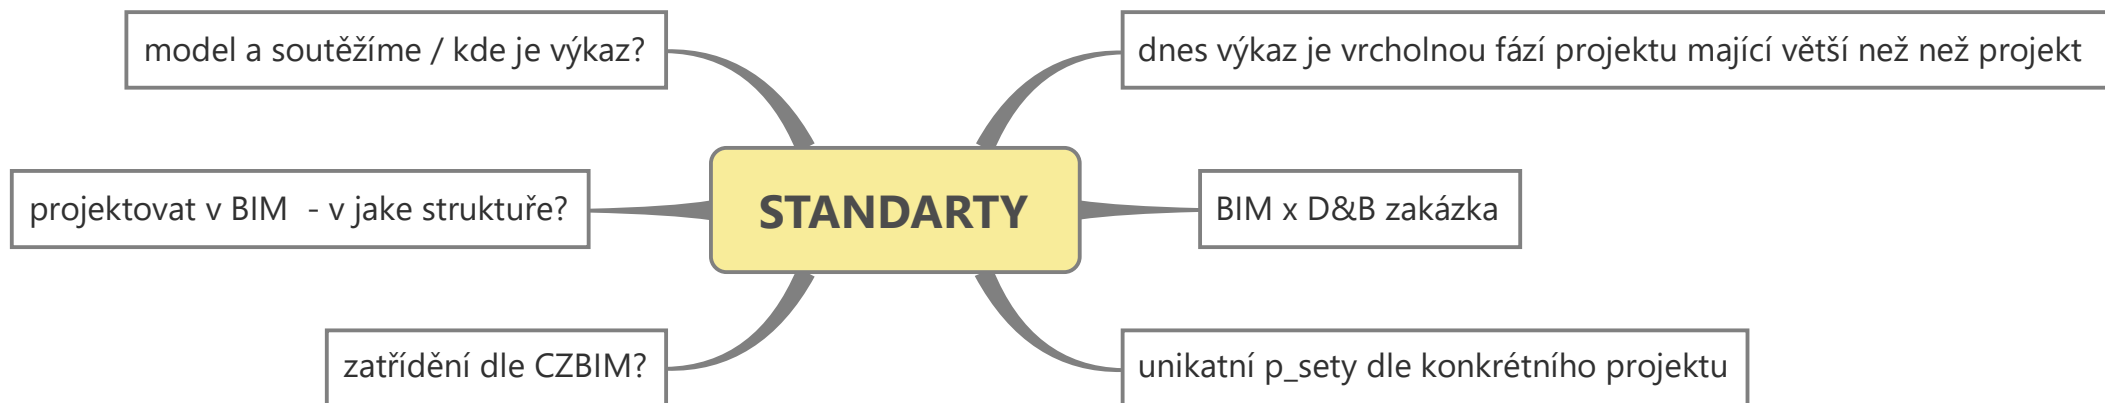 model a soutěžíme / kde je výkaz?
dnes výkaz je vrcholnou fází projektu mající větší než než projekt
projektovat v BIM  - v jake struktuře?
STANDARTY
BIM x D&B zakázka
zatřídění dle CZBIM?
unikatní p_sety dle konkrétního projektu